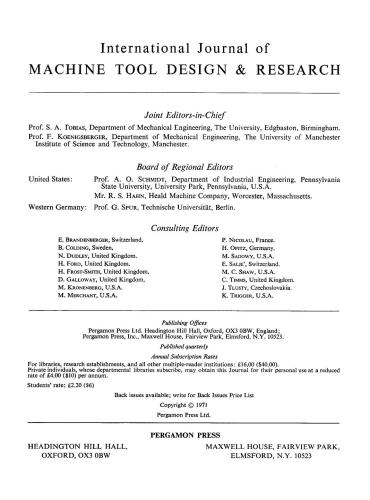 International Journal of
MACHINE TOOL DESIGN & RESEARCH
Joint Editors-in-Chief
Prof. S. A. TOBIAS, Department of Mechanical Engineering, The University, Edgbaston, Birmingham.
Prof. F. KOENIGSBERGER, Department of Mechanical Engineering, The University of Manchester
Institute of Science and Technology, Manchester.
Board of Regional Editors
United States: Prof. A. O. SCHMIDT, Department of Industrial Engineering, Pennsylvania
State University, University Park, Pennsylvania, U.S.A.
Mr. R. S. HAHN, Heald Machine Company, Worcester, Massachusetts.
Western Germany: Prof. G. SPUR, Technische Universität, Berlin.
Consulting Editors
E. BRANDENBERGER, Switzerland.
B. COLDING, Sweden.
N. DUDLEY, United Kingdom.
H. FORD, United Kingdom.
H. FROST-SMITH, United Kingdom.
D. GALLOWAY, United Kingdom.
M. KRONENBERG, U.S.A.
M. MERCHANT, U.S.A.
P. NICOLAU, France.
H. OPITZ, Germany.
M. SADOWY, U.S.A.
E. SALJE, Switzerland.
M. C. SHAW, U.S.A.
C. TIMMS, United Kingdom.
J. TLUSTY, Czechoslovakia.
K. TRIGGER, U.S.A.
Publishing Offices
Pergamon Press Ltd. Headington Hill Hall, Oxford, OX3 0BW, England;
Pergamon Press, Inc., Maxwell House, Fairview Park, Elmsford, N.Y. 10523.
Published quarterly
Annual Subscription Rates
For libraries, research establishments, and all other multiple-reader institutions: £16.00 ($40.00).
Private individuals, whose departmental libraries subscribe, may obtain this Journal for their personal use at a reduced
rate of £4.00 ($10) per annum.
Students' rate: £2.20 ($6)
Back issues available; write for Back Issues Price List
Copyright © 1971
Pergamon Press Ltd.
PERGAMON PRESS
HEADINGTON HILL HALL,
OXFORD, OX3 0BW
MAXWELL HOUSE, FAIRVIEW PARK,
ELMSFORD, N.Y. 10523